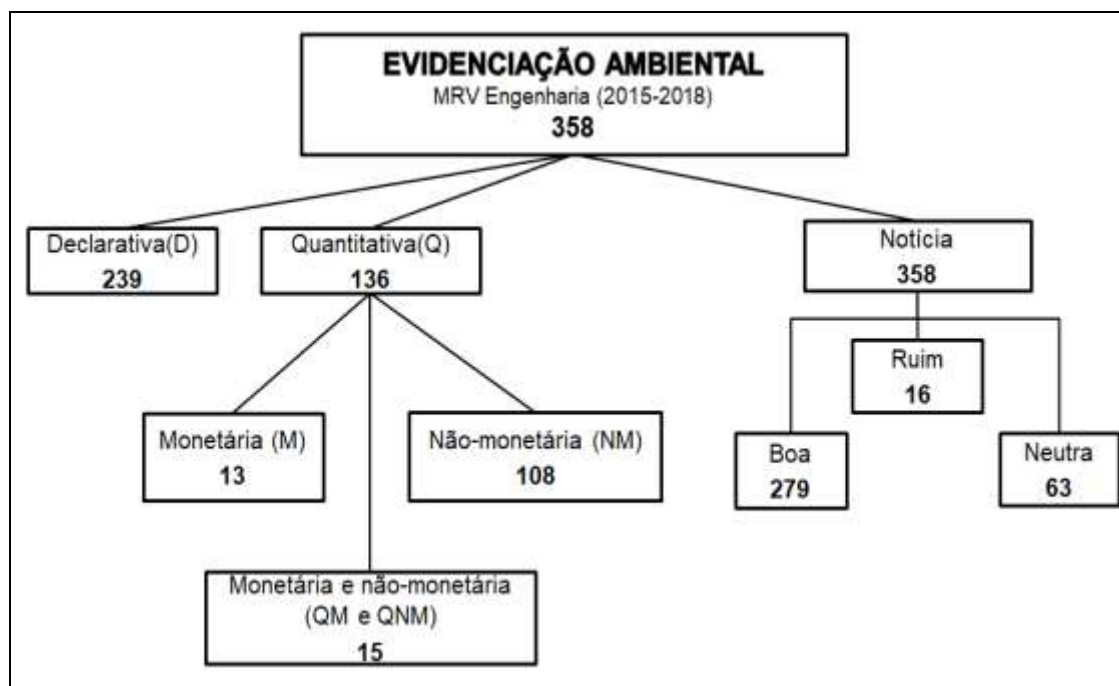 EVIDENCIAÇÃO AMBIENTAL
MRV Engenharia (2015-2018)
358
Declarativa(D)
239
Quantitativa(Q)
136
Notícia
358
Ruim
16
Monetária (M)
13
Não-monetária (NM)
108
Boa
279
Neutra
63
Monetária e não-monetária
(QM e QNM)
15